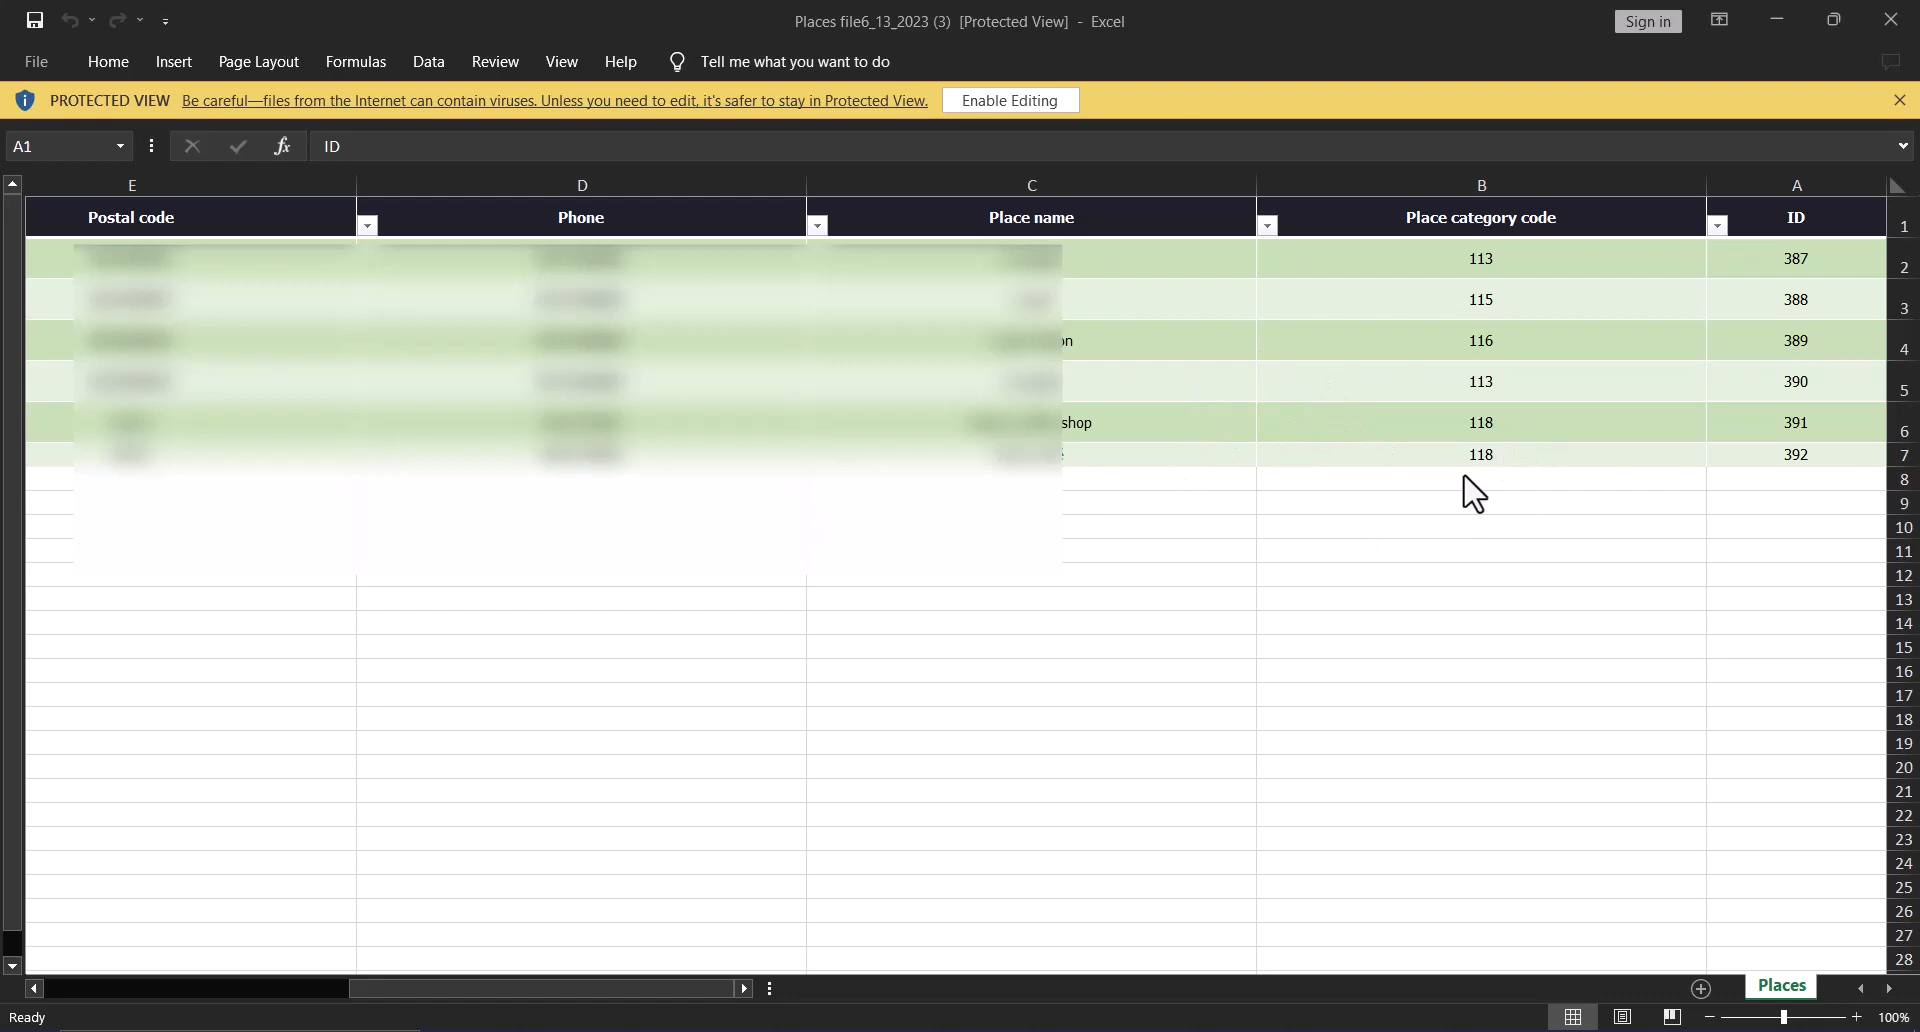 Places file6_13_2023 (3) [Protected View] - Excel
Sign in
File Home Insert Page Layout Formulas Data Review View Help Tell me what you want to do
PROTECTED VIEW Be careful—files from the Internet can contain viruses. Unless you need to edit, it's safer to stay in Protected View. Enable Editing
A1 fx ID
E D C B A
Postal code Phone Place name Place category code ID 1
113 387 2
115 388 3
on 116 389 4
113 390 5
shop 118 391 6
118 392 7
8
9
10
11
12
13
14
15
16
17
18
19
20
21
22
23
24
25
26
27
28
Places
Ready 100%